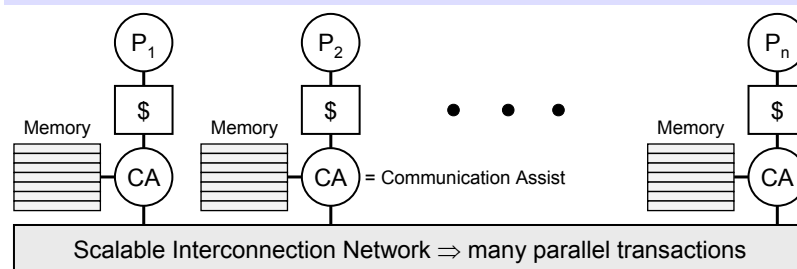 P1 P2 Pn
$ $ $
Memory Memory Memory
CA CA = Communication Assist CA
Scalable Interconnection Network ⇒ many parallel transactions